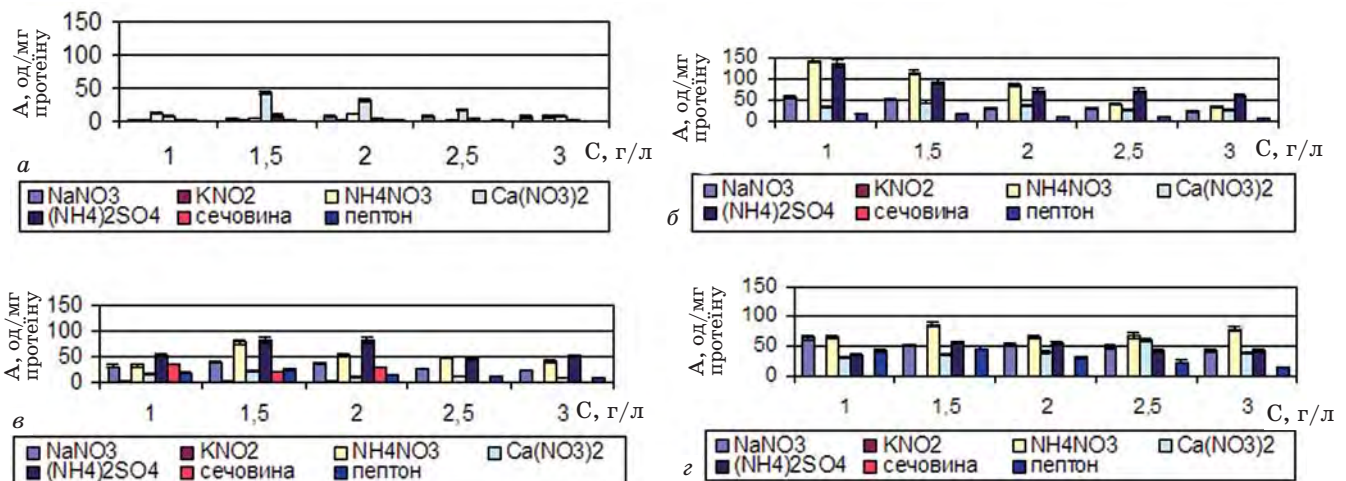 А, од/мг
протеїну
150
100
50
0
1 1,5 2 2,5 3 С, г/л
а
NaNO3 KNO2 NH4NO3 Ca(NO3)2
(NH4)2SO4 сечовина пептон
А, од/мг
протеїну
150
100
50
0
1 1,5 2 2,5 3 С, г/л
б
NaNO3 KNO2 NH4NO3 Ca(NO3)2
(NH4)2SO4 сечовина пептон
А, од/мг
протеїну
150
100
50
0
1 1,5 2 2,5 3 С, г/л
в
NaNO3 KNO2 NH4NO3 Ca(NO3)2
(NH4)2SO4 сечовина пептон
А, од/мг
протеїну
150
100
50
0
1 1,5 2 2,5 3 С, г/л
г
NaNO3 KNO2 NH4NO3 Ca(NO3)2
(NH4)2SO4 сечовина пептон